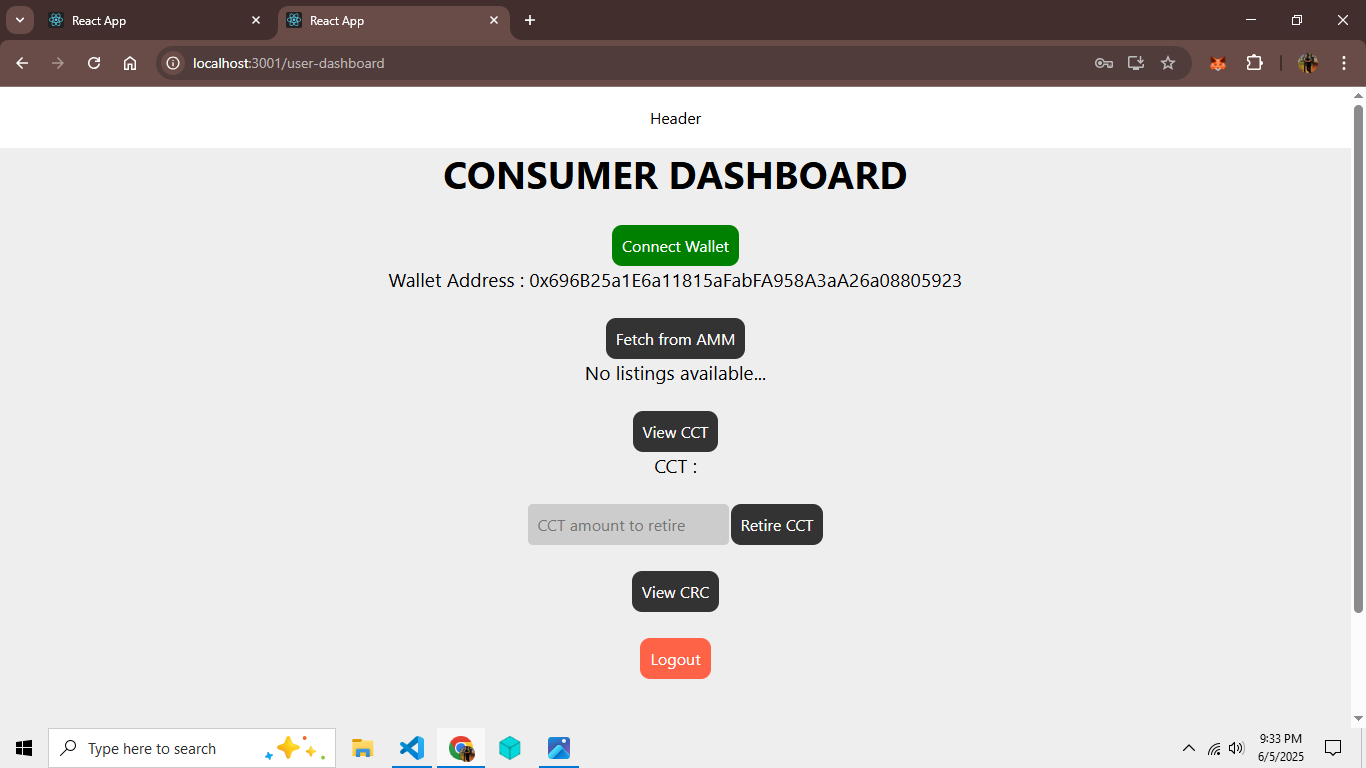 React App
React App
localhost:3001/user-dashboard
Header
CONSUMER DASHBOARD
Connect Wallet
Wallet Address : 0x696B25a1E6a11815aFabFA958A3aA26a08805923
Fetch from AMM
No listings available...
View CCT
CCT :
CCT amount to retire
Retire CCT
View CRC
Logout
Type here to search
9:33 PM
6/5/2025